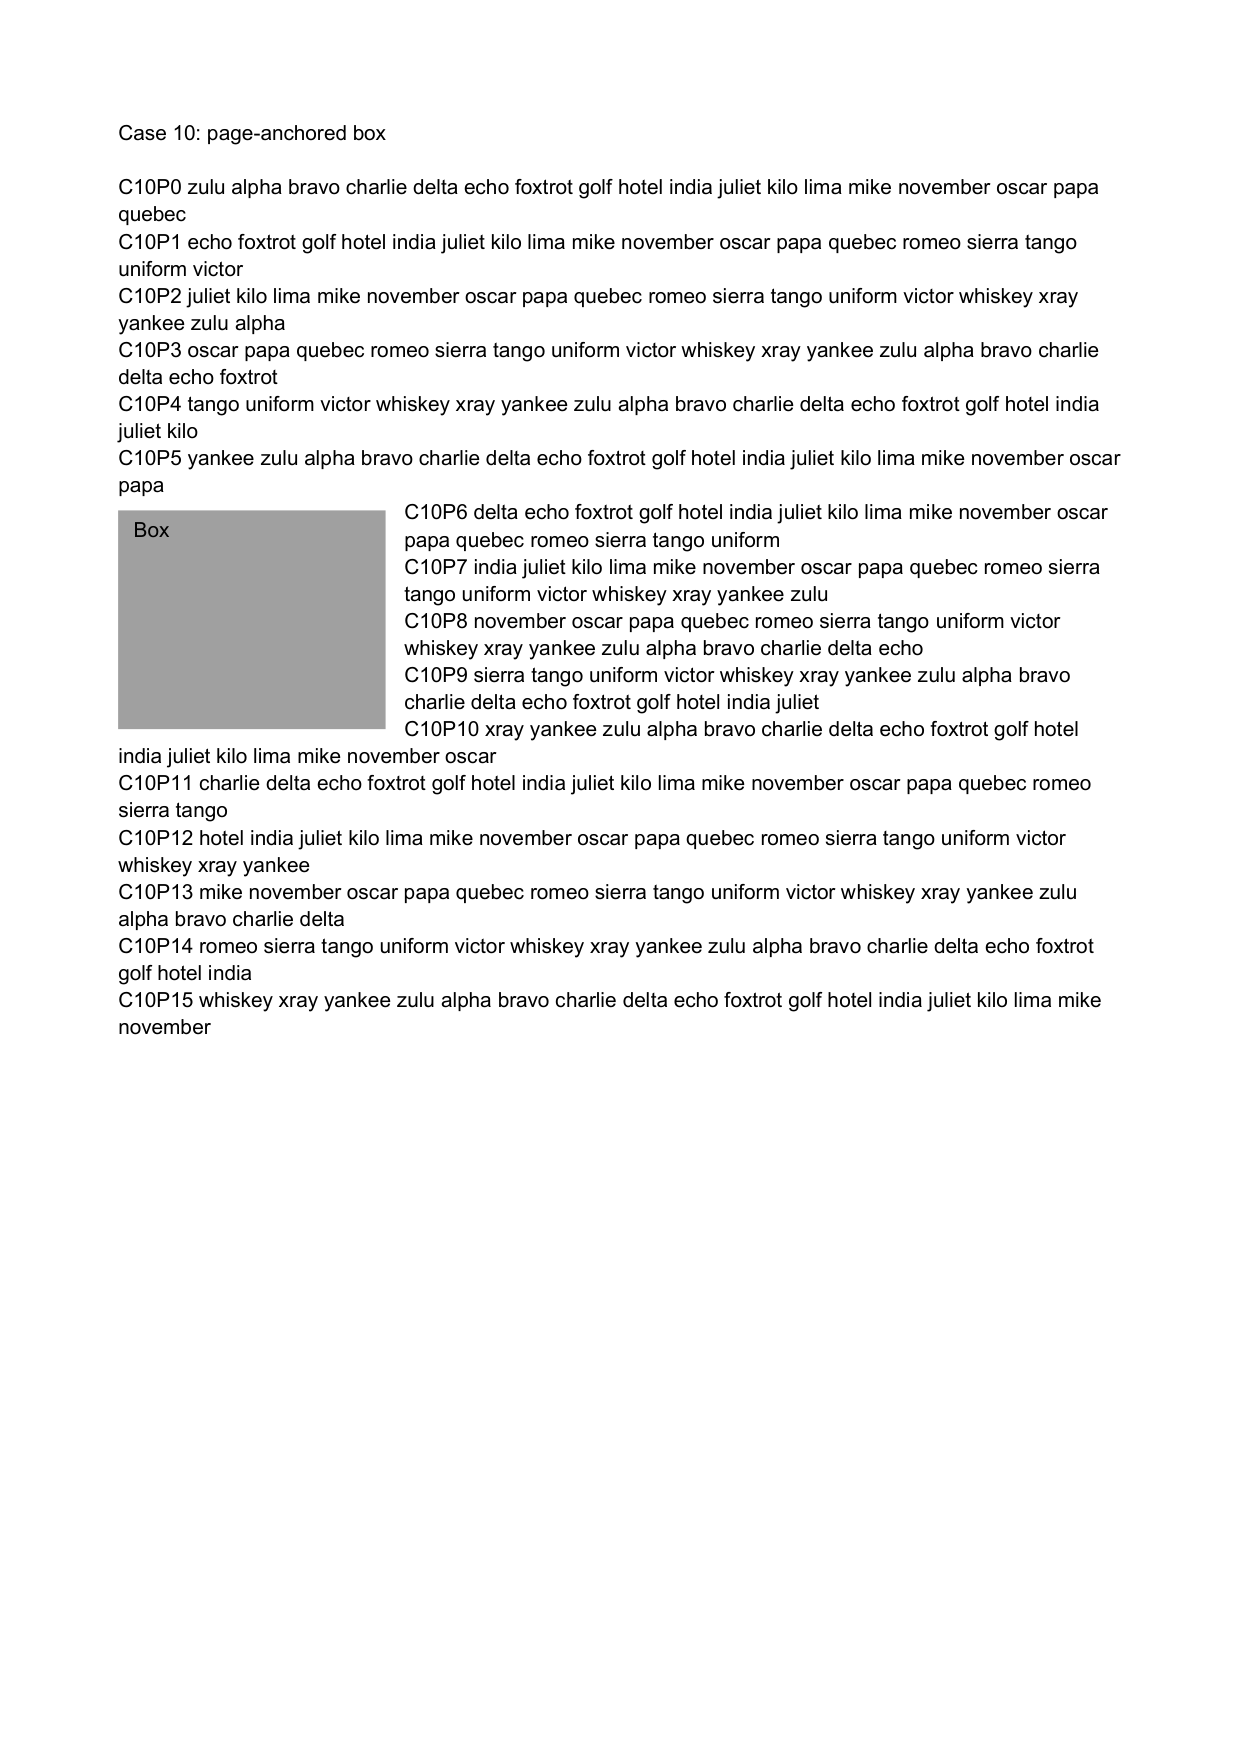 Case 10: page-anchored box
C10P0 zulu alpha bravo charlie delta echo foxtrot golf hotel india juliet kilo lima mike november oscar papa
quebec
C10P1 echo foxtrot golf hotel india juliet kilo lima mike november oscar papa quebec romeo sierra tango
uniform victor
C10P2 juliet kilo lima mike november oscar papa quebec romeo sierra tango uniform victor whiskey xray
yankee zulu alpha
C10P3 oscar papa quebec romeo sierra tango uniform victor whiskey xray yankee zulu alpha bravo charlie
delta echo foxtrot
C10P4 tango uniform victor whiskey xray yankee zulu alpha bravo charlie delta echo foxtrot golf hotel india
juliet kilo
C10P5 yankee zulu alpha bravo charlie delta echo foxtrot golf hotel india juliet kilo lima mike november oscar
papa
Box
C10P6 delta echo foxtrot golf hotel india juliet kilo lima mike november oscar
papa quebec romeo sierra tango uniform
C10P7 india juliet kilo lima mike november oscar papa quebec romeo sierra
tango uniform victor whiskey xray yankee zulu
C10P8 november oscar papa quebec romeo sierra tango uniform victor
whiskey xray yankee zulu alpha bravo charlie delta echo
C10P9 sierra tango uniform victor whiskey xray yankee zulu alpha bravo
charlie delta echo foxtrot golf hotel india juliet
C10P10 xray yankee zulu alpha bravo charlie delta echo foxtrot golf hotel
india juliet kilo lima mike november oscar
C10P11 charlie delta echo foxtrot golf hotel india juliet kilo lima mike november oscar papa quebec romeo
sierra tango
C10P12 hotel india juliet kilo lima mike november oscar papa quebec romeo sierra tango uniform victor
whiskey xray yankee
C10P13 mike november oscar papa quebec romeo sierra tango uniform victor whiskey xray yankee zulu
alpha bravo charlie delta
C10P14 romeo sierra tango uniform victor whiskey xray yankee zulu alpha bravo charlie delta echo foxtrot
golf hotel india
C10P15 whiskey xray yankee zulu alpha bravo charlie delta echo foxtrot golf hotel india juliet kilo lima mike
november